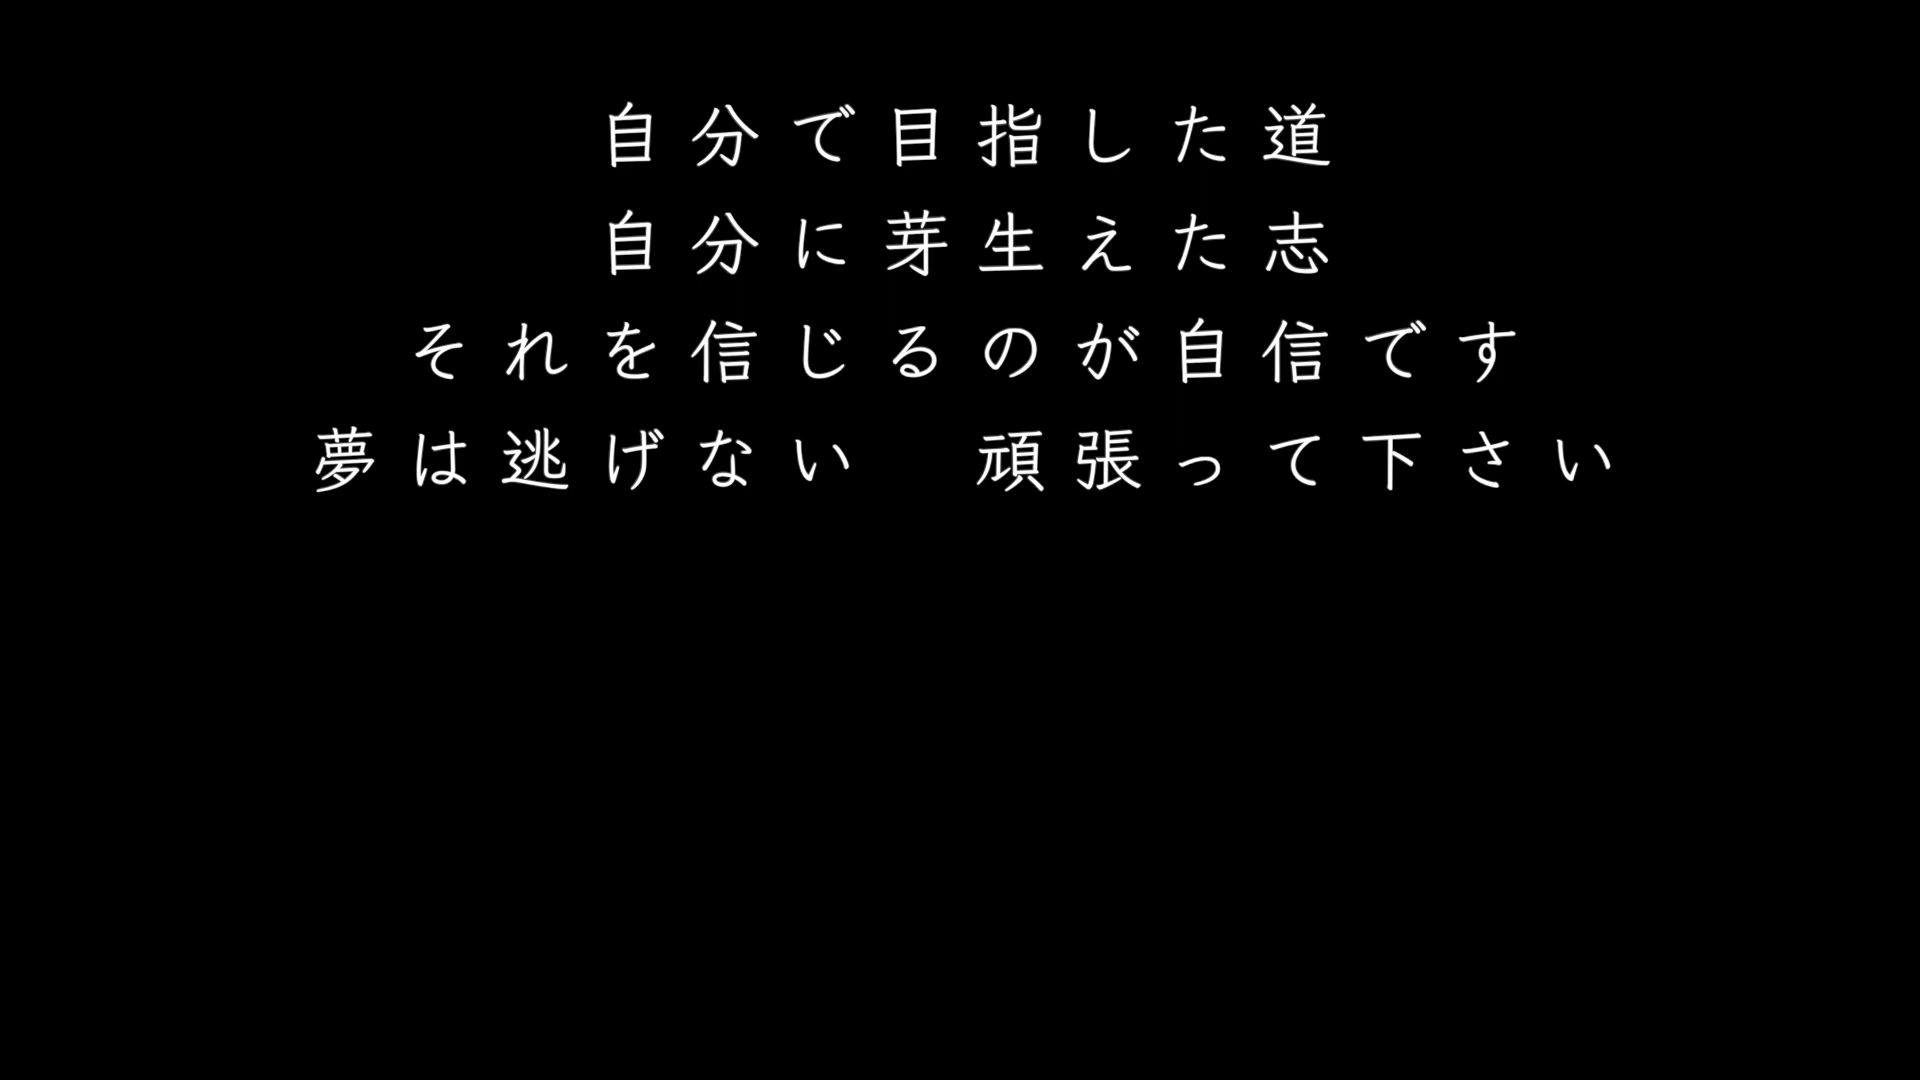 自分で目指した道
自分に芽生えた志
それを信じるのが自信です
夢は逃げない　頑張って下さい